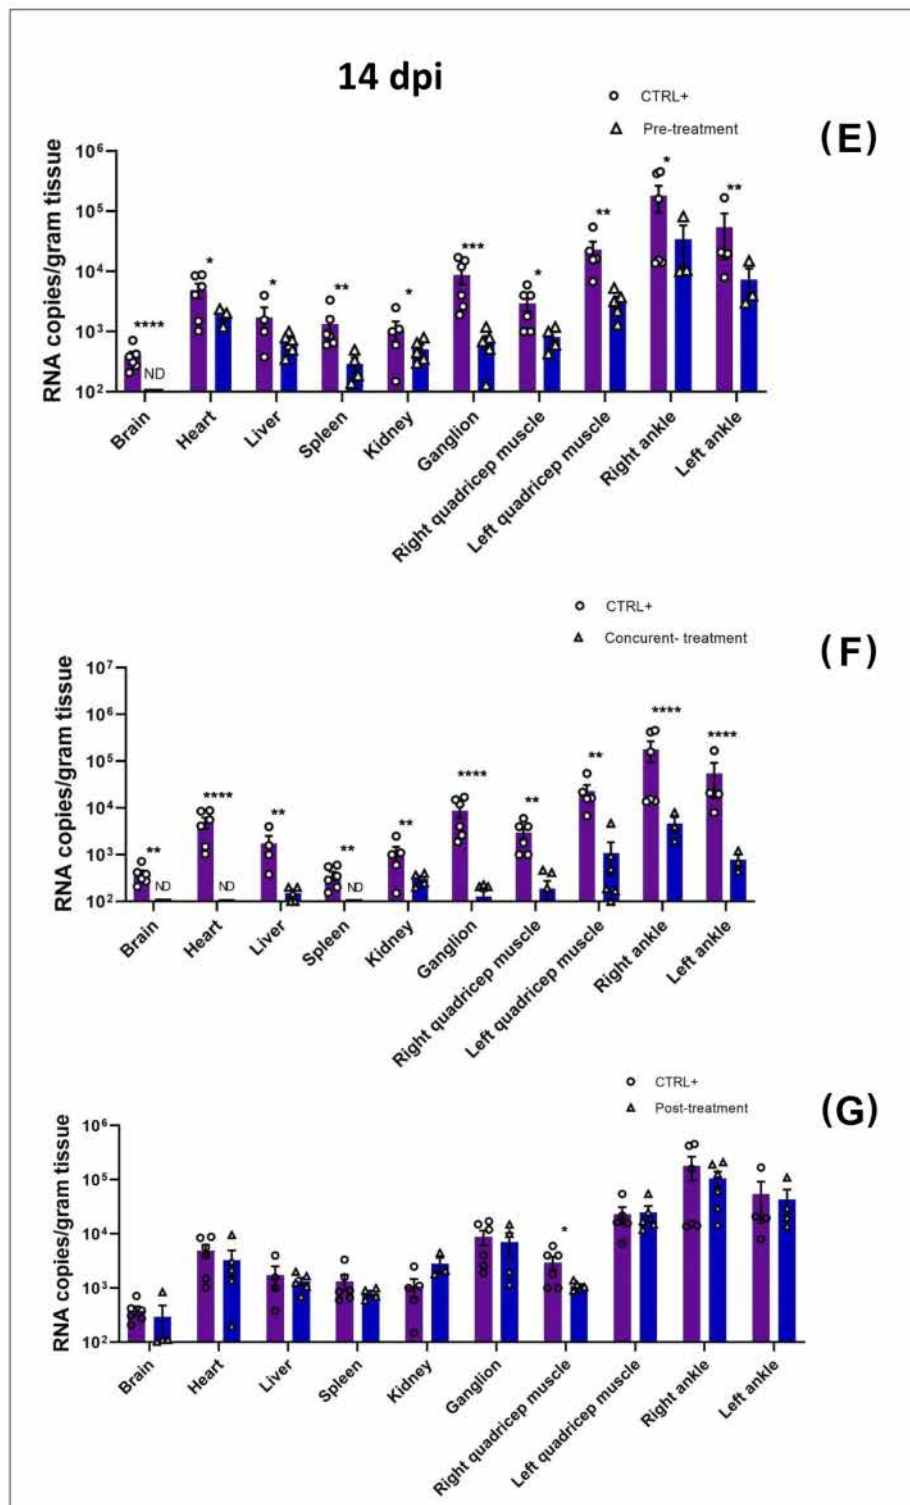 14 dpi
CTRL+
Pre-treatment
(E)
RNA copies/gram tissue
10⁶
10⁵
10⁴
10³
10²
****
ND
*
*
**
*
***
*
**
*
**
Brain
Heart
Liver
Spleen
Kidney
Ganglion
Right quadricep muscle
Left quadricep muscle
Right ankle
Left ankle
CTRL+
Concurent- treatment
(F)
RNA copies/gram tissue
10⁷
10⁶
10⁵
10⁴
10³
10²
**
ND
****
ND
**
**
ND
**
****
**
**
****
****
Brain
Heart
Liver
Spleen
Kidney
Ganglion
Right quadricep muscle
Left quadricep muscle
Right ankle
Left ankle
CTRL+
Post-treatment
(G)
RNA copies/gram tissue
10⁶
10⁵
10⁴
10³
10²
*
Brain
Heart
Liver
Spleen
Kidney
Ganglion
Right quadricep muscle
Left quadricep muscle
Right ankle
Left ankle